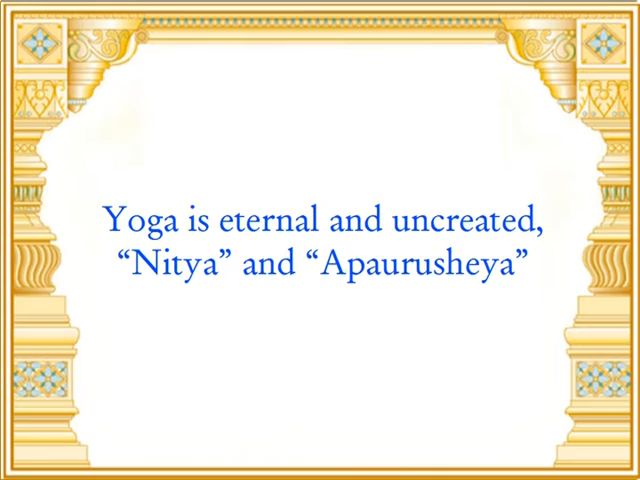 Yoga is eternal and uncreated,
“Nitya” and “Apaurusheya”